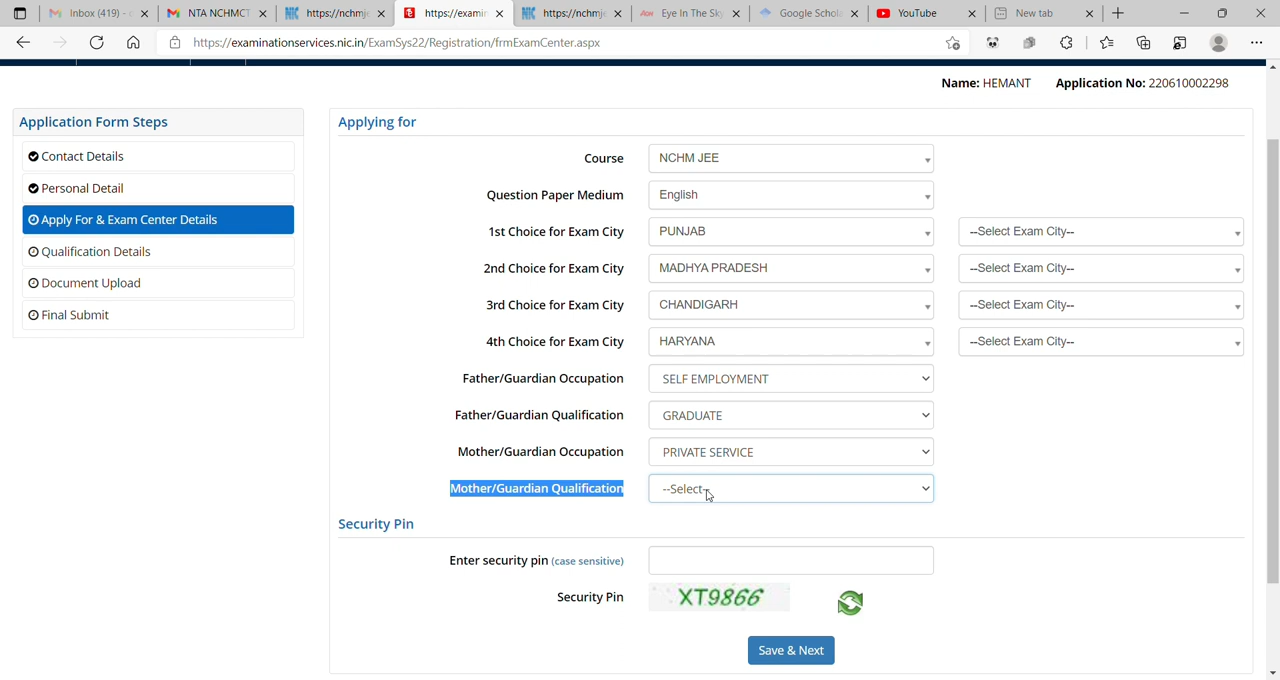 Inbox (419) - c
NTA NCHMCT
https://nchmje
https://examin
https://nchmje
Eye In The Sky
Google Schola
YouTube
New tab
https://examinationservices.nic.in/ExamSys22/Registration/frmExamCenter.aspx
Name: HEMANT Application No: 220610002298
Application Form Steps
Contact Details
Personal Detail
Apply For & Exam Center Details
Qualification Details
Document Upload
Final Submit
Applying for
Course NCHM JEE
Question Paper Medium English
1st Choice for Exam City PUNJAB --Select Exam City--
2nd Choice for Exam City MADHYA PRADESH --Select Exam City--
3rd Choice for Exam City CHANDIGARH --Select Exam City--
4th Choice for Exam City HARYANA --Select Exam City--
Father/Guardian Occupation SELF EMPLOYMENT
Father/Guardian Qualification GRADUATE
Mother/Guardian Occupation PRIVATE SERVICE
Mother/Guardian Qualification --Select--
Security Pin
Enter security pin (case sensitive)
Security Pin XT9866
Save & Next